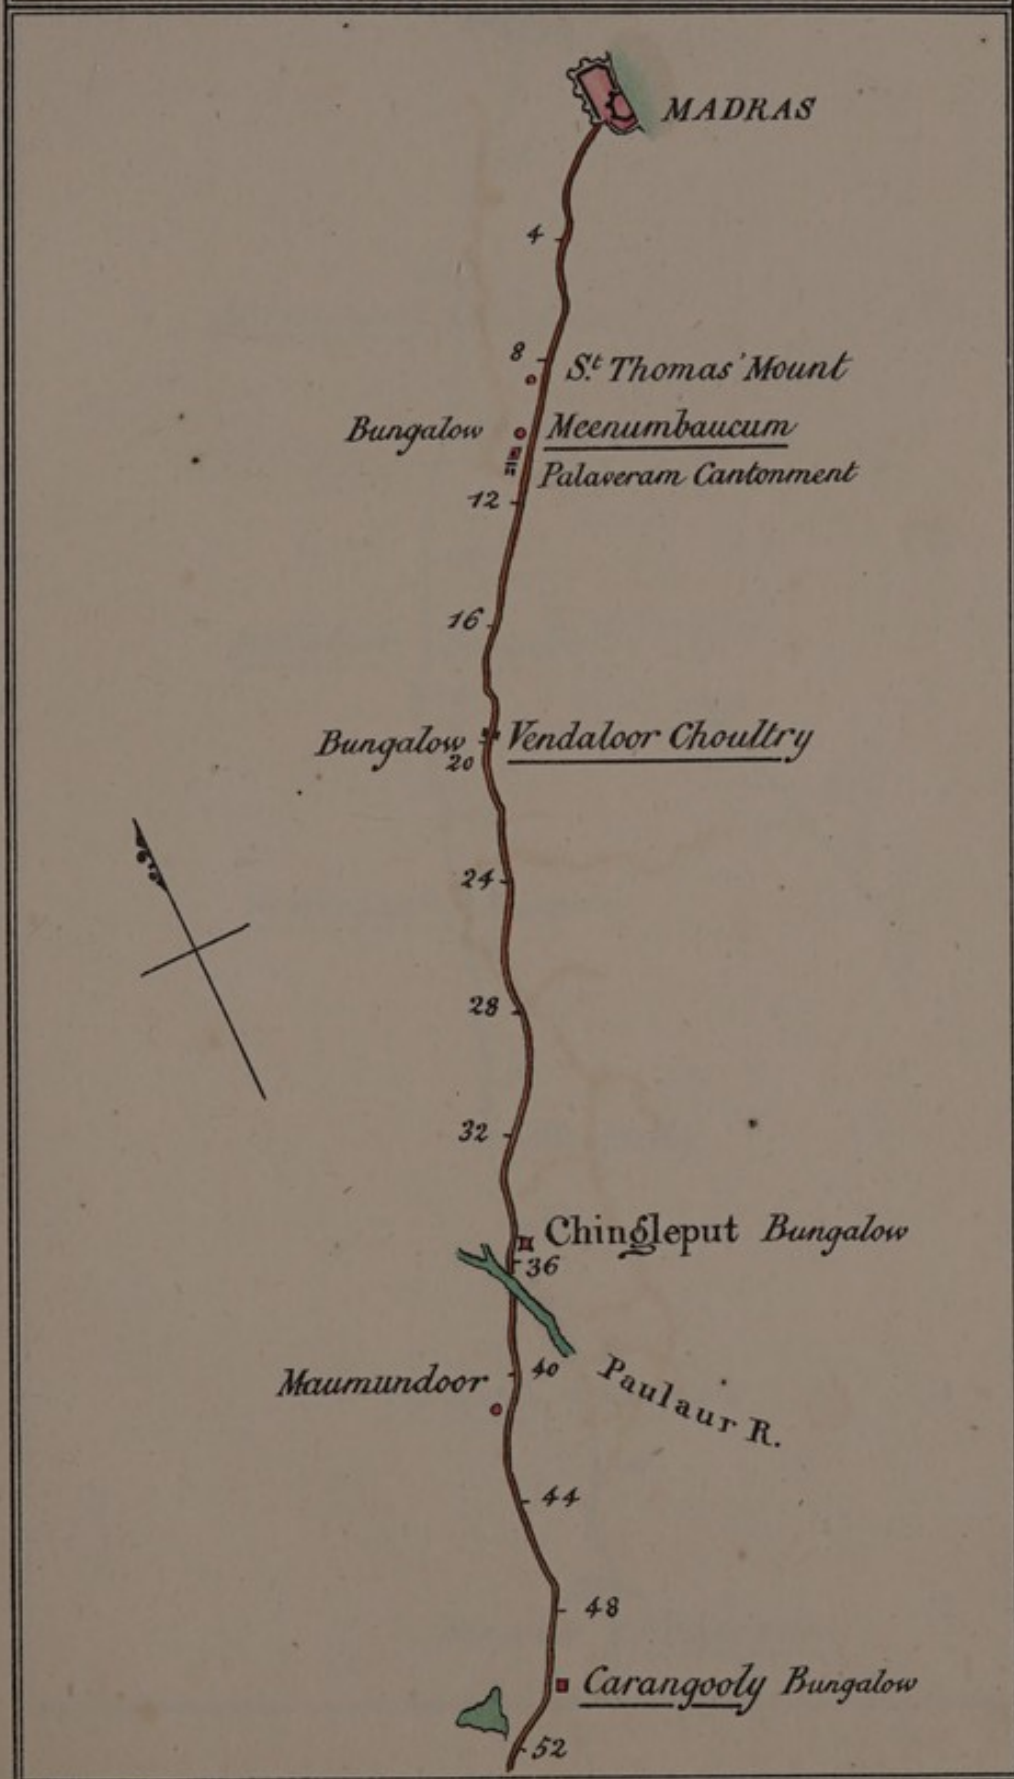 MADRAS
4
8
St. Thomas' Mount
Bungalow Meenumbaucum
Palaveram Cantonment
12
16
Bungalow Vendaloor Choultry
20
24
28
32
Chingleput Bungalow
36
40
Maumundoor
Paulaur R.
44
48
Carangooly Bungalow
52